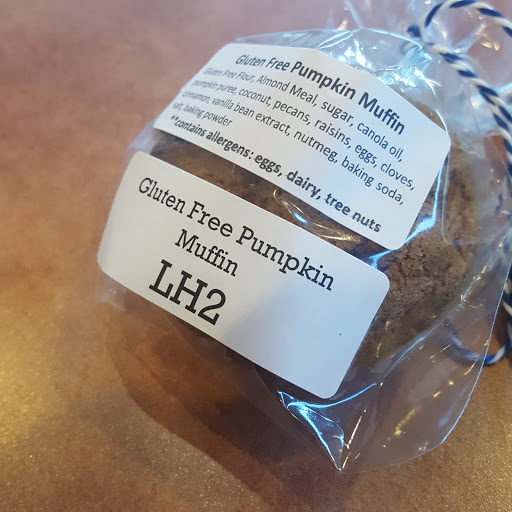 Gluten Free Pumpkin Muffin
Gluten Free Flour, Almond Meal, sugar, canola oil,
pumpkin puree, coconut, pecans, raisins, eggs, cloves,
cinnamon, vanilla bean extract, nutmeg, baking soda,
salt, baking powder
**contains allergens: eggs, dairy, tree nuts
Gluten Free Pumpkin
Muffin
LH2